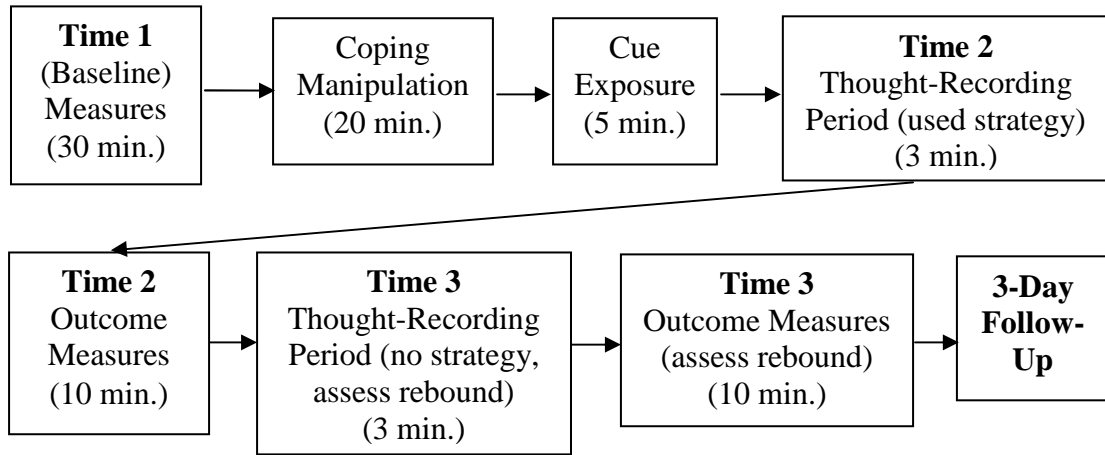 Time 1
(Baseline)
Measures
(30 min.)
Coping
Manipulation
(20 min.)
Cue
Exposure
(5 min.)
Time 2
Thought-Recording
Period (used strategy)
(3 min.)
Time 2
Outcome
Measures
(10 min.)
Time 3
Thought-Recording
Period (no strategy,
assess rebound)
(3 min.)
Time 3
Outcome Measures
(assess rebound)
(10 min.)
3-Day
Follow-
Up